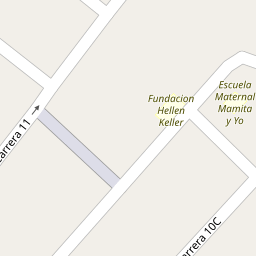 Fundacion
Hellen
Keller
Escuela
Maternal
Mamita
y Yo
Carrera 11
Carrera 10C